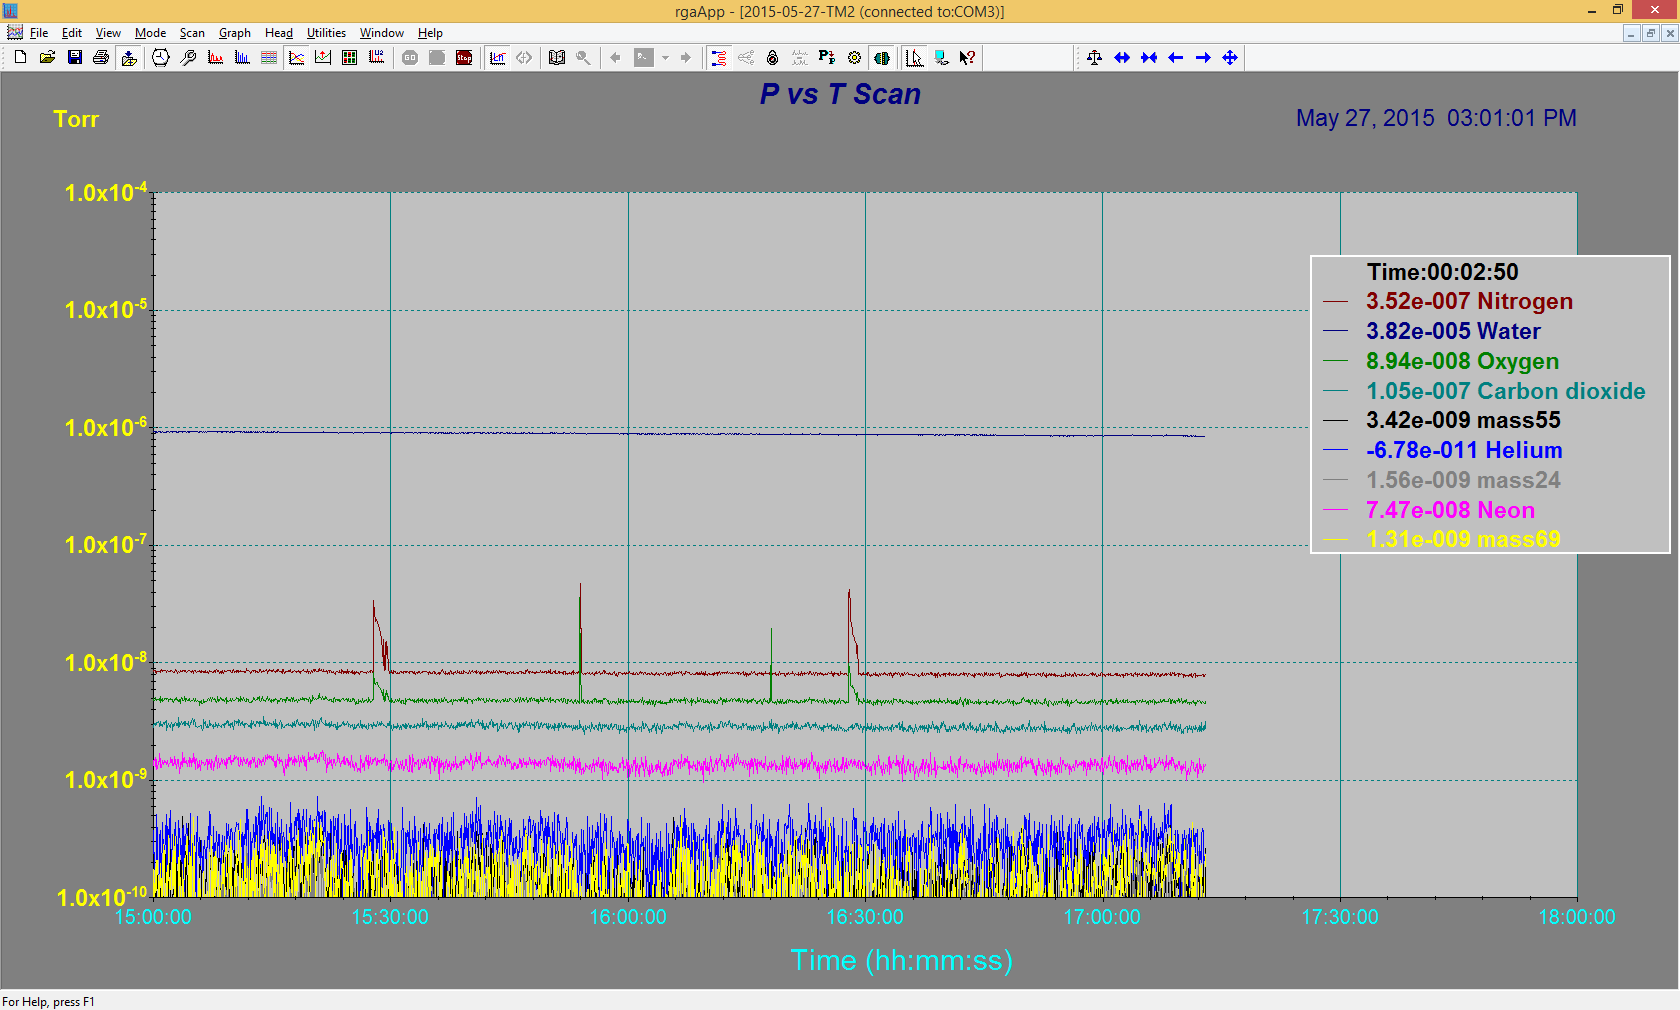 rgaApp - [2015-05-27-TM2 (connected to:COM3)]
File Edit View Mode Scan Graph Head Utilities Window Help
GO Stop
P vs T Scan
Torr
May 27, 2015 03:01:01 PM
1.0x10-4
1.0x10-5
1.0x10-6
1.0x10-7
1.0x10-8
1.0x10-9
1.0x10-10
Time:00:02:50
3.52e-007 Nitrogen
3.82e-005 Water
8.94e-008 Oxygen
1.05e-007 Carbon dioxide
3.42e-009 mass55
-6.78e-011 Helium
1.56e-009 mass24
7.47e-008 Neon
1.31e-009 mass69
15:00:00 15:30:00 16:00:00 16:30:00 17:00:00 17:30:00 18:00:00
Time (hh:mm:ss)
For Help, press F1